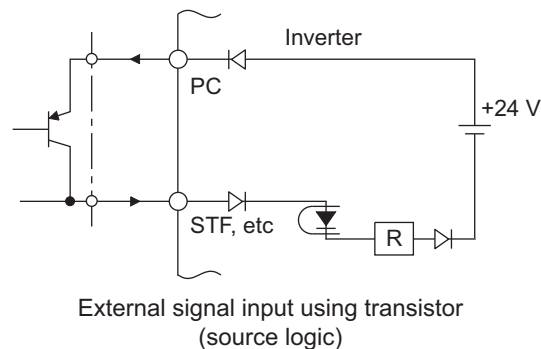 Inverter
PC
+24 V
STF, etc
R
External signal input using transistor
(source logic)